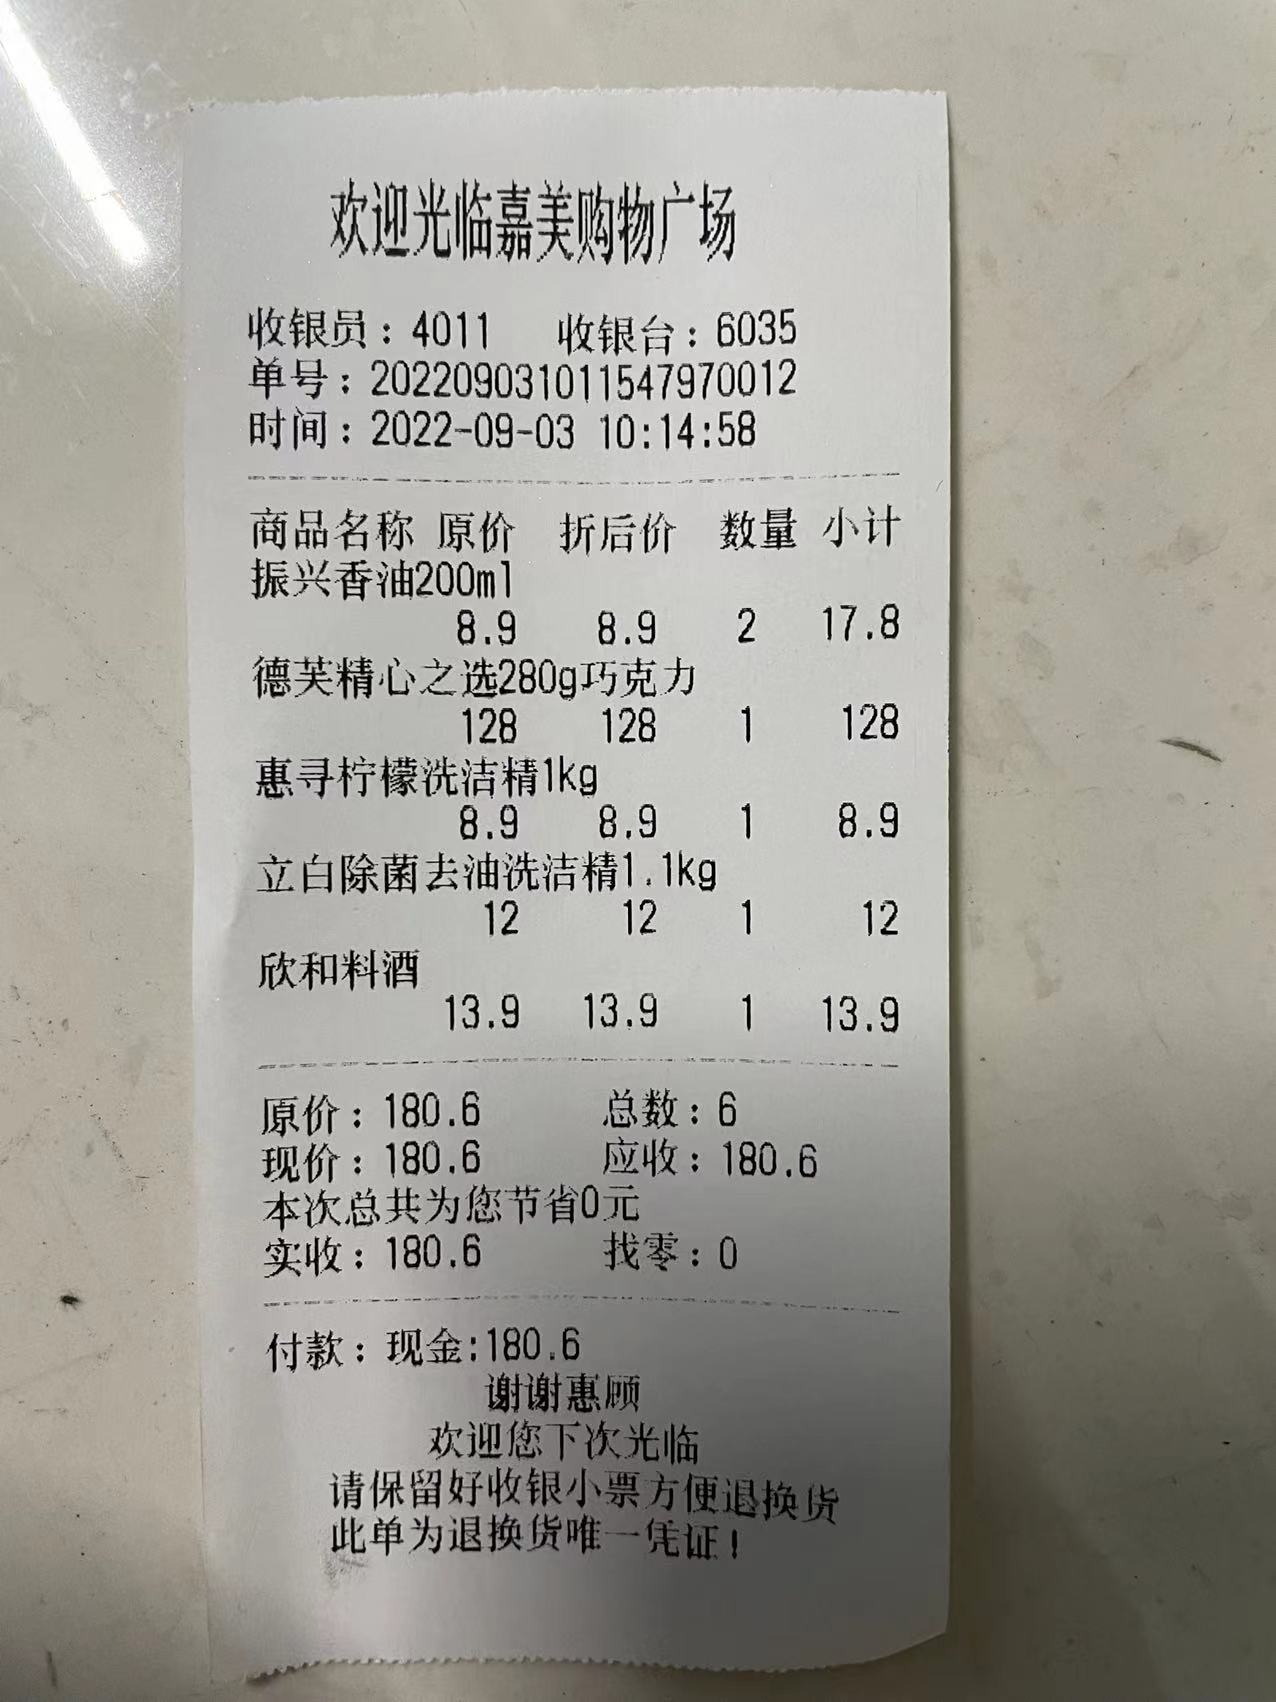 欢迎光临嘉美购物广场
收银员：4011 收银台：6035
单号：202209031011547970012
时间：2022-09-03 10:14:58
商品名称 原价 折后价 数量 小计
振兴香油200ml
8.9 8.9 2 17.8
德芙精心之选280g巧克力
128 128 1 128
惠寻柠檬洗洁精1kg
8.9 8.9 1 8.9
立白除菌去油洗洁精1.1kg
12 12 1 12
欣和料酒
13.9 13.9 1 13.9
原价：180.6 总数：6
现价：180.6 应收：180.6
本次总共为您节省0元
实收：180.6 找零：0
付款：现金:180.6
谢谢惠顾
欢迎您下次光临
请保留好收银小票方便退换货
此单为退换货唯一凭证！